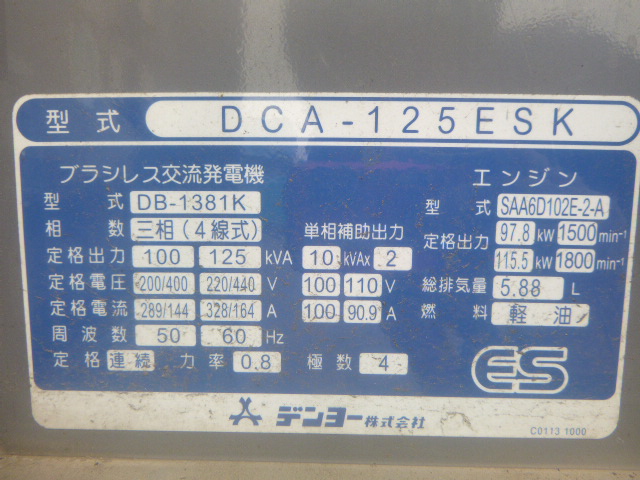 型式 DCA-125ESK
ブラシレス交流発電機
型式 DB-1381K
相数 三相(4線式)
定格出力 100 125 kVA
定格電圧 200/400 220/440 V
定格電流 289/144 328/164 A
周波数 50 60 Hz
定格 連続 力率 0.8 極数 4
単相補助出力
10 kVAx 2
100 110 V
100 90.9 A
エンジン
型式 SAA6D102E-2-A
定格出力 97.8 kW 1500 min⁻¹
115.5 kW 1800 min⁻¹
総排気量 5.88 L
燃料 軽油
ES
デンヨー株式会社
C0113 1000